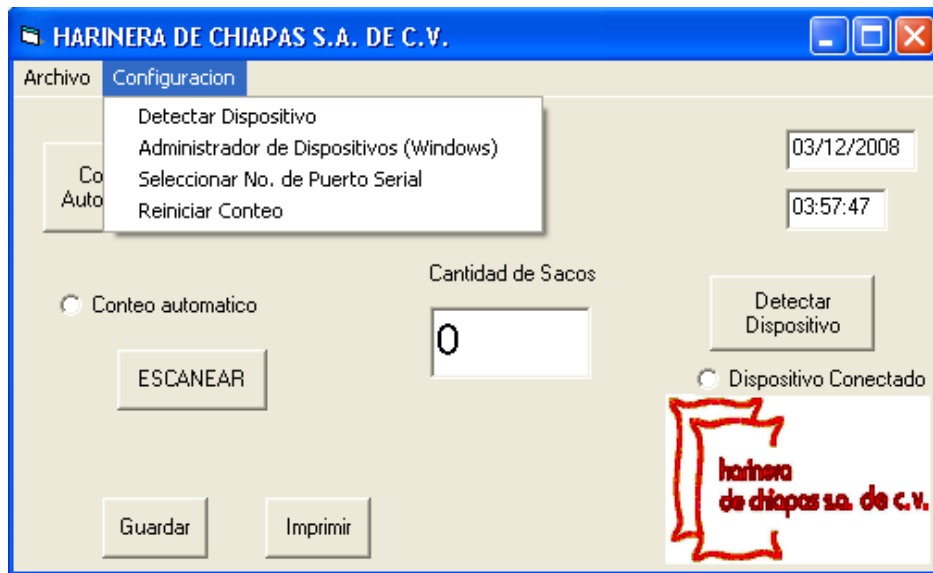 HARINERA DE CHIAPAS S.A. DE C.V.
Archivo Configuracion
Detectar Dispositivo
Administrador de Dispositivos (Windows)
Seleccionar No. de Puerto Serial
Reiniciar Conteo
03/12/2008
03:57:47
Cantidad de Sacos
0
Conteo automatico
ESCANEAR
Detectar
Dispositivo
Dispositivo Conectado
harinera
de chiapas s.a. de c.v.
Guardar
Imprimir